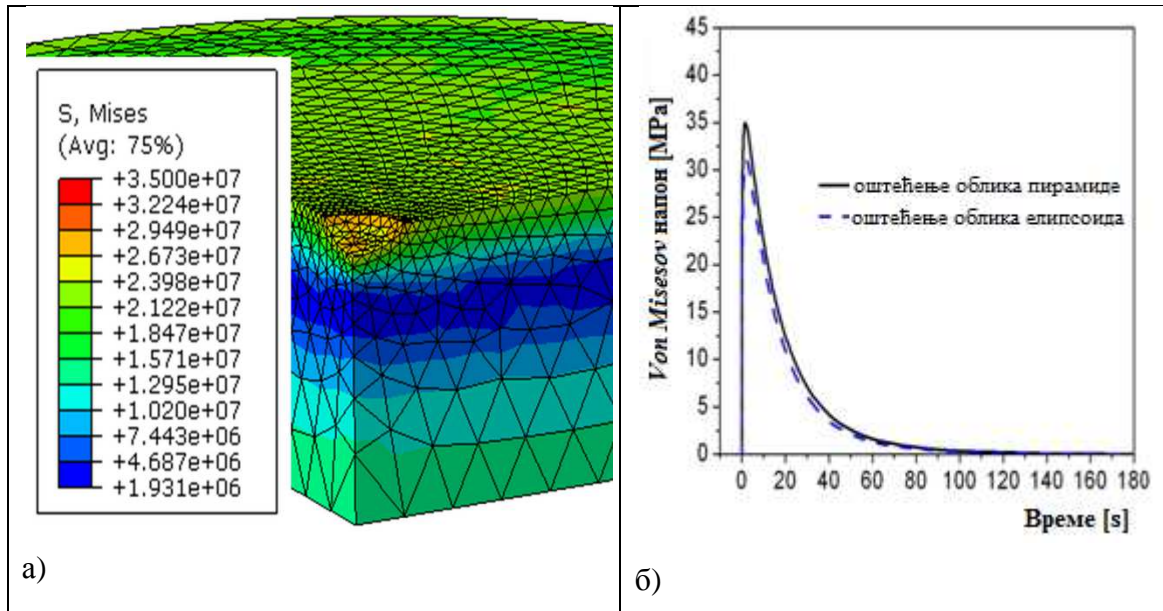 S, Mises
(Avg: 75%)
+3.500e+07
+3.224e+07
+2.949e+07
+2.673e+07
+2.398e+07
+2.122e+07
+1.847e+07
+1.571e+07
+1.295e+07
+1.020e+07
+7.443e+06
+4.687e+06
+1.931e+06
а)
Von Misesov напон [MPa]
45
40
35
30
25
20
15
10
5
0
оштећење облика пирамиде
оштећење облика елипсоида
0 20 40 60 80 100 120 140 160 180
Време [s]
б)